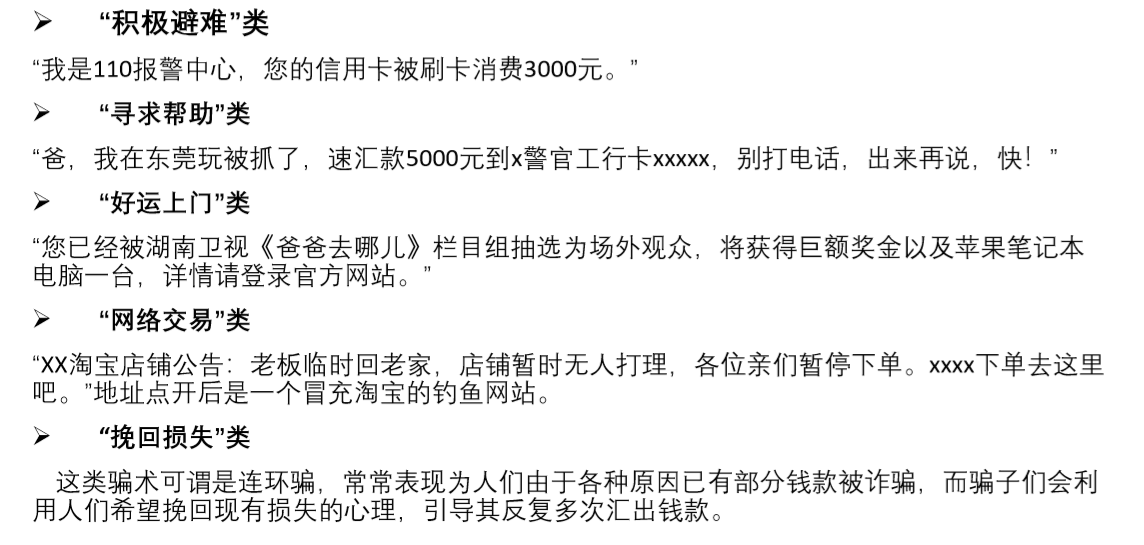 ➢ “积极避难”类
“我是110报警中心，您的信用卡被刷卡消费3000元。”
➢ “寻求帮助”类
“爸，我在东莞玩被抓了，速汇款5000元到x警官工行卡xxxxx，别打电话，出来再说，快！”
➢ “好运上门”类
“您已经被湖南卫视《爸爸去哪儿》栏目组抽选为场外观众，将获得巨额奖金以及苹果笔记本
电脑一台，详情请登录官方网站。”
➢ “网络交易”类
“XX淘宝店铺公告：老板临时回老家，店铺暂时无人打理，各位亲们暂停下单。xxxx下单去这里
吧。”地址点开后是一个冒充淘宝的钓鱼网站。
➢ “挽回损失”类
这类骗术可谓是连环骗，常常表现为人们由于各种原因已有部分钱款被诈骗，而骗子们会利
用人们希望挽回现有损失的心理，引导其反复多次汇出钱款。